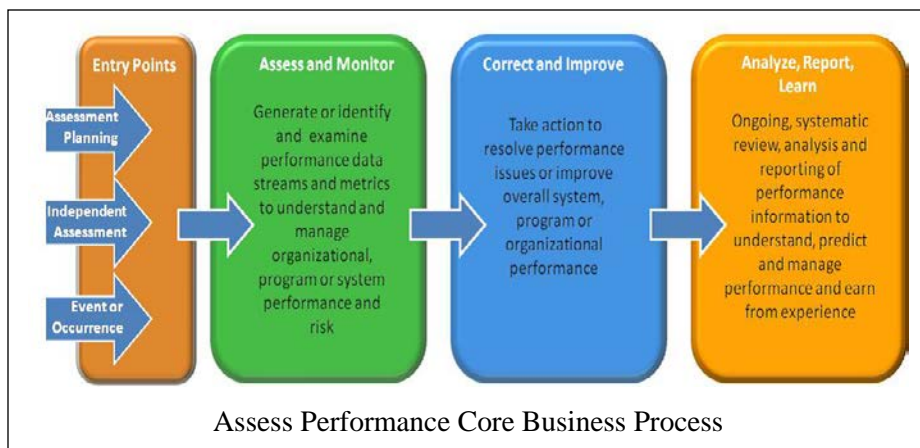 Entry Points
Assessment
Planning
Independent
Assessment
Event or
Occurrence
Assess and Monitor
Generate or identify
and examine
performance data
streams and metrics
to understand and
manage
organizational,
program or system
performance and
risk
Correct and Improve
Take action to
resolve performance
issues or improve
overall system,
program or
organizational
performance
Analyze, Report,
Learn
Ongoing, systematic
review, analysis and
reporting of
performance
information to
understand, predict
and manage
performance and earn
from experience
Assess Performance Core Business Process